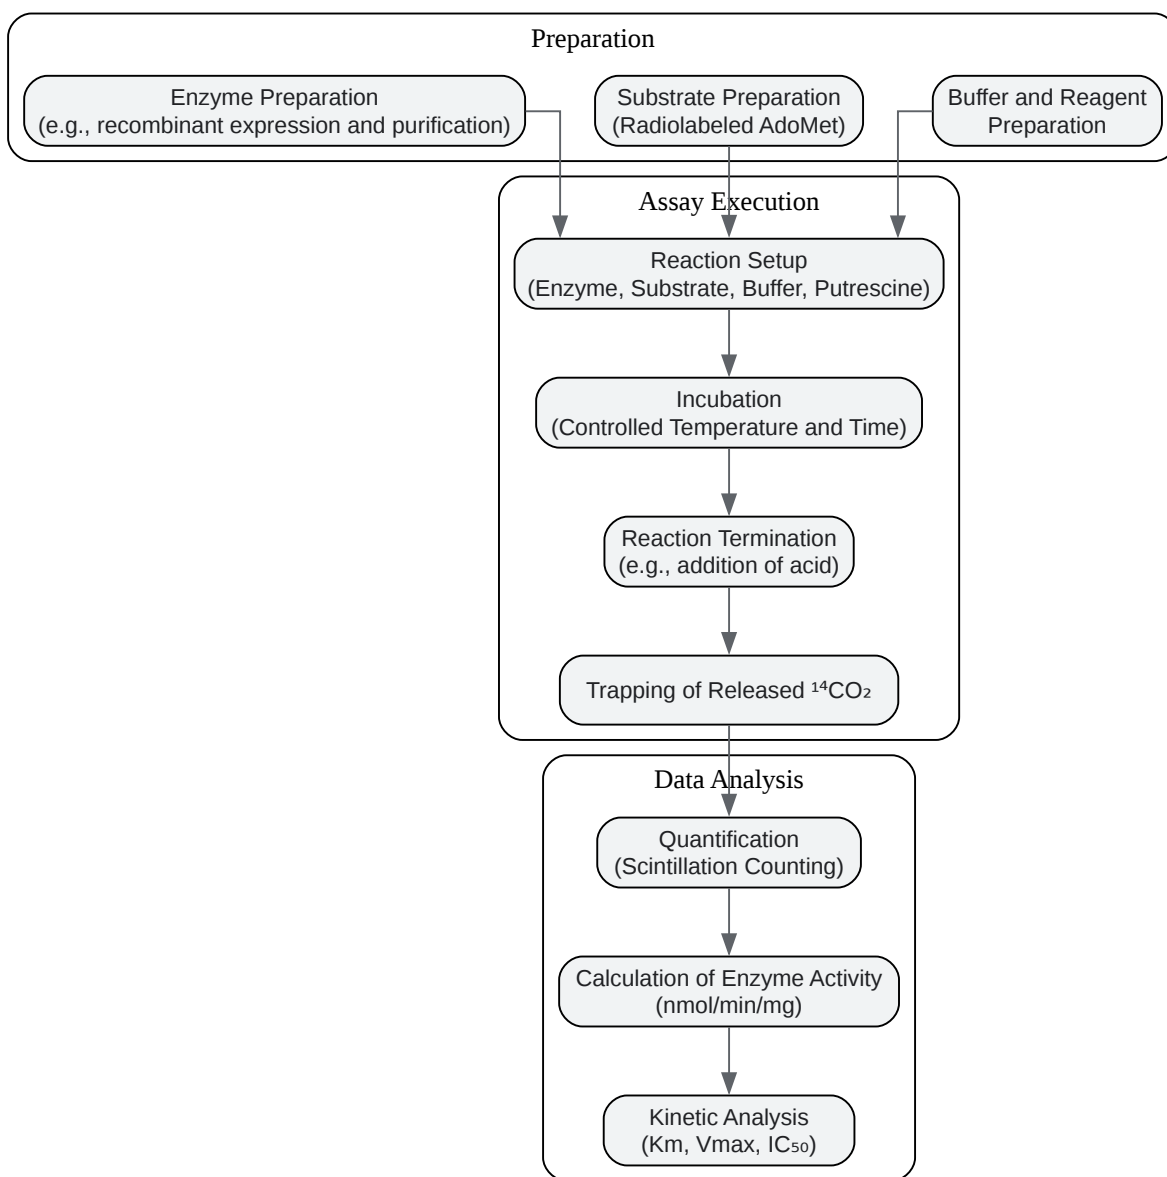 Preparation
Enzyme Preparation
(e.g., recombinant expression and purification)
Substrate Preparation
(Radiolabeled AdoMet)
Buffer and Reagent
Preparation
Assay Execution
Reaction Setup
(Enzyme, Substrate, Buffer, Putrescine)
Incubation
(Controlled Temperature and Time)
Reaction Termination
(e.g., addition of acid)
Trapping of Released ¹⁴CO₂
Data Analysis
Quantification
(Scintillation Counting)
Calculation of Enzyme Activity
(nmol/min/mg)
Kinetic Analysis
(Km, Vmax, IC₅₀)